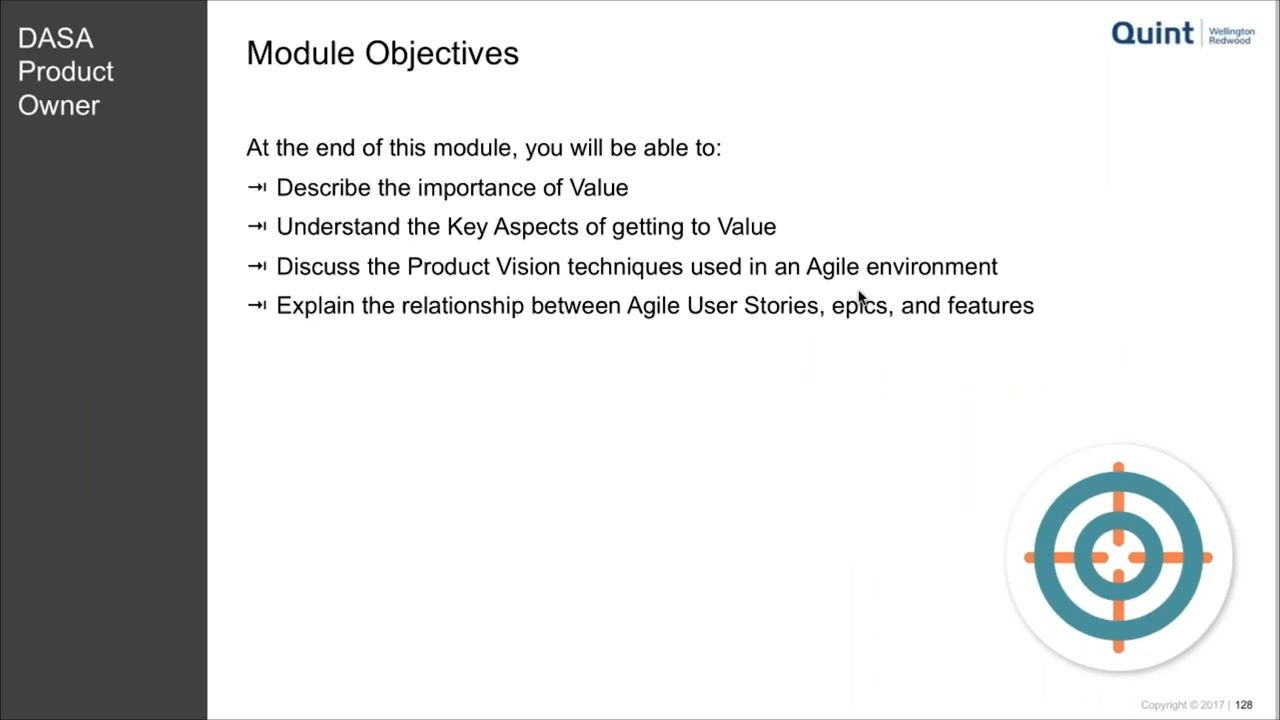 DASA
Product
Owner
Module Objectives
Quint
Wellington
Redwood
At the end of this module, you will be able to:
Describe the importance of Value
Understand the Key Aspects of getting to Value
Discuss the Product Vision techniques used in an Agile environment
Explain the relationship between Agile User Stories, epics, and features
Copyright © 2017 | 128